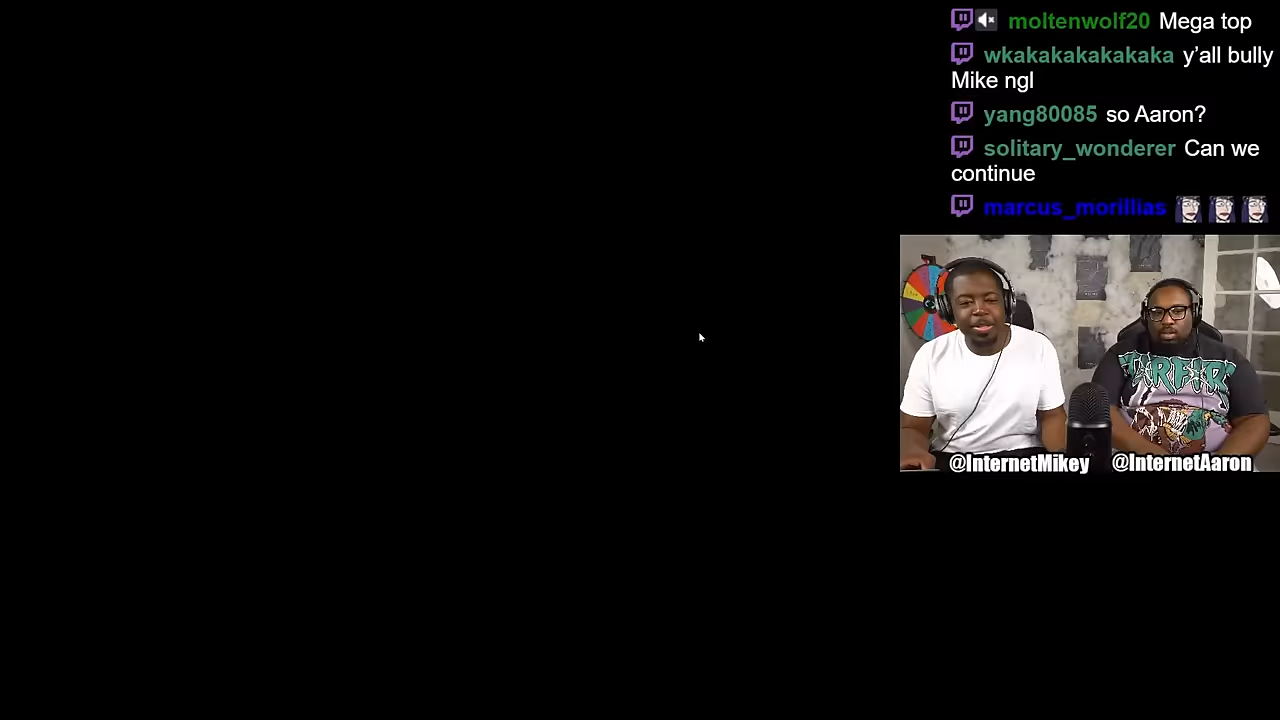 moltenwolf20 Mega top
wkakakakakakaka y’all bully
Mike ngl
yang80085 so Aaron?
solitary_wonderer Can we
continue
marcus_morillias
@InternetMikey @InternetAaron